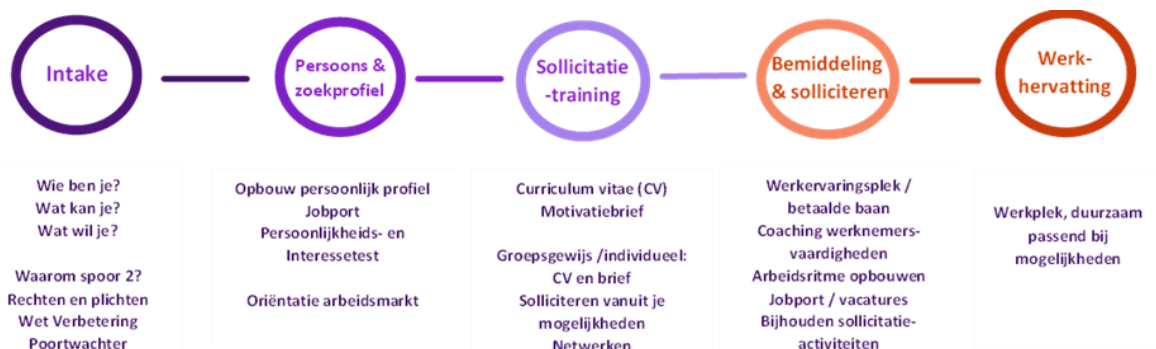 Intake
Persoons &
zoekprofiel
Sollicitatie
-training
Bemiddeling
& solliciteren
Werk-
hervatting
Wie ben je?
Wat kan je?
Wat wil je?
Waarom spoor 2?
Rechten en plichten
Wet Verbetering
Poortwachter
Opbouw persoonlijk profiel
Jobport
Persoonlijkheids- en
Interessetest
Oriëntatie arbeidsmarkt
Curriculum vitae (CV)
Motivatiebrief
Groepsgewijs /individueel:
CV en brief
Solliciteren vanuit je
mogelijkheden
Netwerken
Werkervaringsplek /
betaalde baan
Coaching werknemers-
vaardigheden
Arbeidsritme opbouwen
Jobport / vacatures
Bijhouden sollicitatie-
activiteiten
Werkplek, duurzaam
passend bij
mogelijkheden